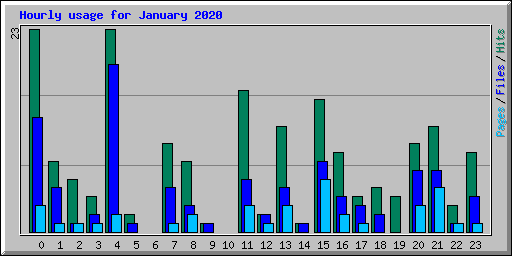 Hourly usage for January 2020
23
Pages/Files/Hits
0 1 2 3 4 5 6 7 8 9 10 11 12 13 14 15 16 17 18 19 20 21 22 23